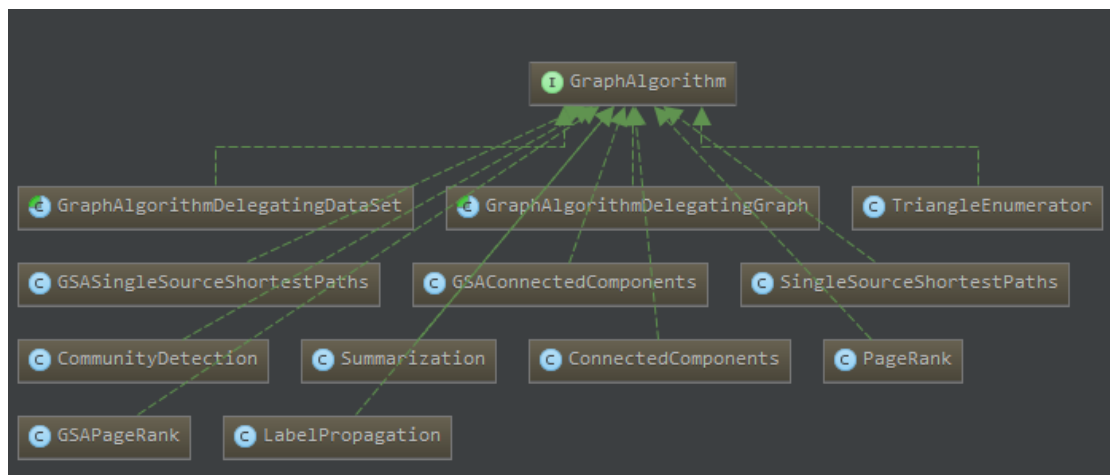 I GraphAlgorithm
C GraphAlgorithmDelegatingDataSet
C GraphAlgorithmDelegatingGraph
C TriangleEnumerator
C GSASingleSourceShortestPaths
C GSAConnectedComponents
C SingleSourceShortestPaths
C CommunityDetection
C Summarization
C ConnectedComponents
C PageRank
C GSAPageRank
C LabelPropagation